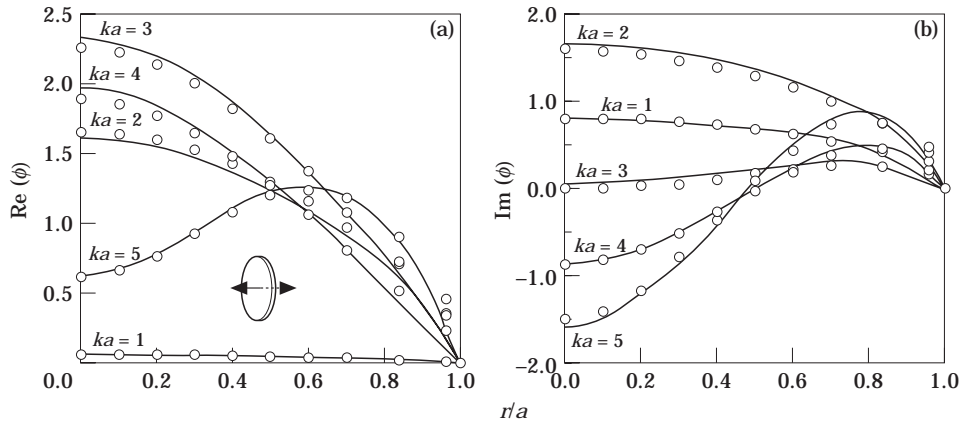 2.5
2.0
1.5
1.0
0.5
0.0
0.2
0.4
0.6
0.8
1.0
Re (ϕ)
(a)
ka = 3
ka = 4
ka = 2
ka = 5
ka = 1
2.0
1.0
0.0
−1.0
−2.0
0.0
0.2
0.4
0.6
0.8
1.0
Im (ϕ)
(b)
ka = 2
ka = 1
ka = 3
ka = 4
ka = 5
r/a